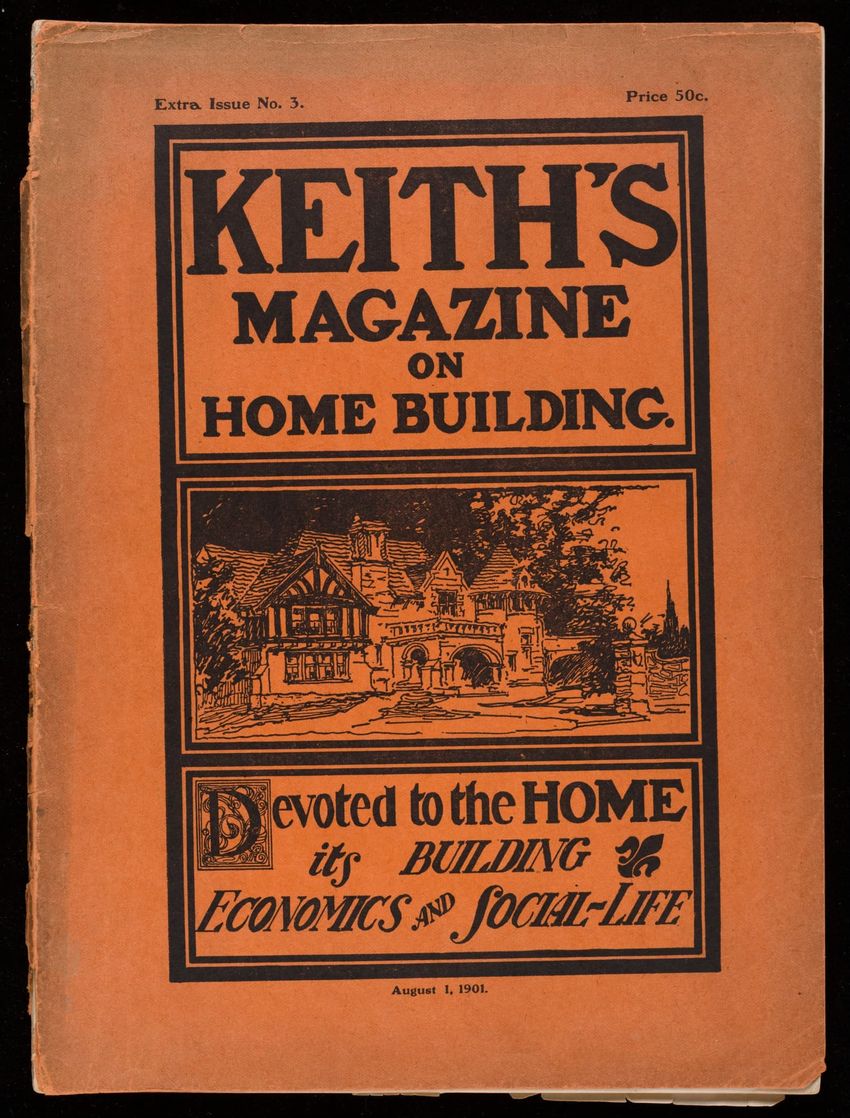 Extra Issue No. 3.
Price 50c.
KEITH'S
MAGAZINE
ON
HOME BUILDING.
Devoted to the HOME
its BUILDING
ECONOMICS AND SOCIAL-LIFE
August 1, 1901.